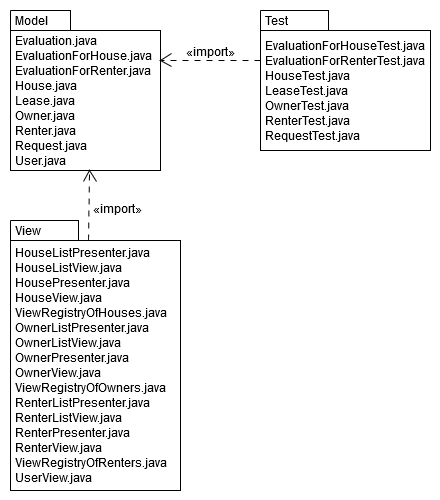 Model
Evaluation.java
EvaluationForHouse.java
EvaluationForRenter.java
House.java
Lease.java
Owner.java
Renter.java
Request.java
User.java
«import»
Test
EvaluationForHouseTest.java
EvaluationForRenterTest.java
HouseTest.java
LeaseTest.java
OwnerTest.java
RenterTest.java
RequestTest.java
«import»
View
HouseListPresenter.java
HouseListView.java
HousePresenter.java
HouseView.java
ViewRegistryOfHouses.java
OwnerListPresenter.java
OwnerListView.java
OwnerPresenter.java
OwnerView.java
ViewRegistryOfOwners.java
RenterListPresenter.java
RenterListView.java
RenterPresenter.java
RenterView.java
ViewRegistryOfRenters.java
UserView.java